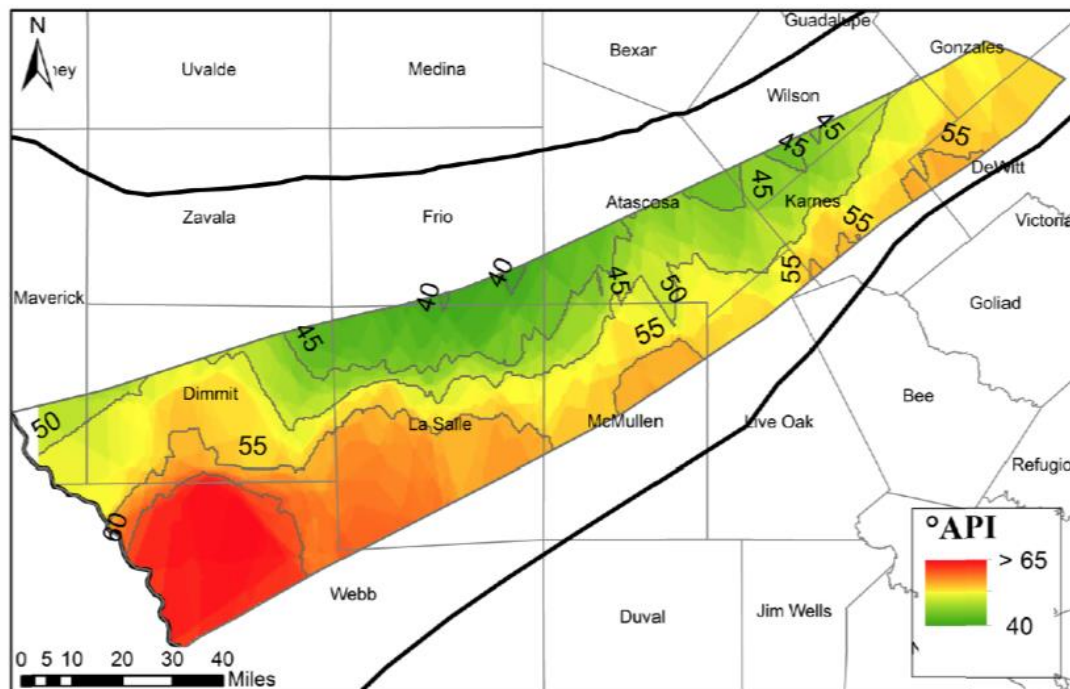 N
ney
Uvalde
Medina
Bexar
Guadalupe
Gonzales
Wilson
45
45
55
DeWitt
45
Karnes
Zavala
Frio
Atascosa
55
Victoria
40
40
45
50
55
Maverick
Goliad
45
55
Dimmit
50
La Salle
McMullen
Live Oak
Bee
55
Refugio
60
°API
> 65
40
Webb
Duval
Jim Wells
0 5 10 20 30 40
Miles